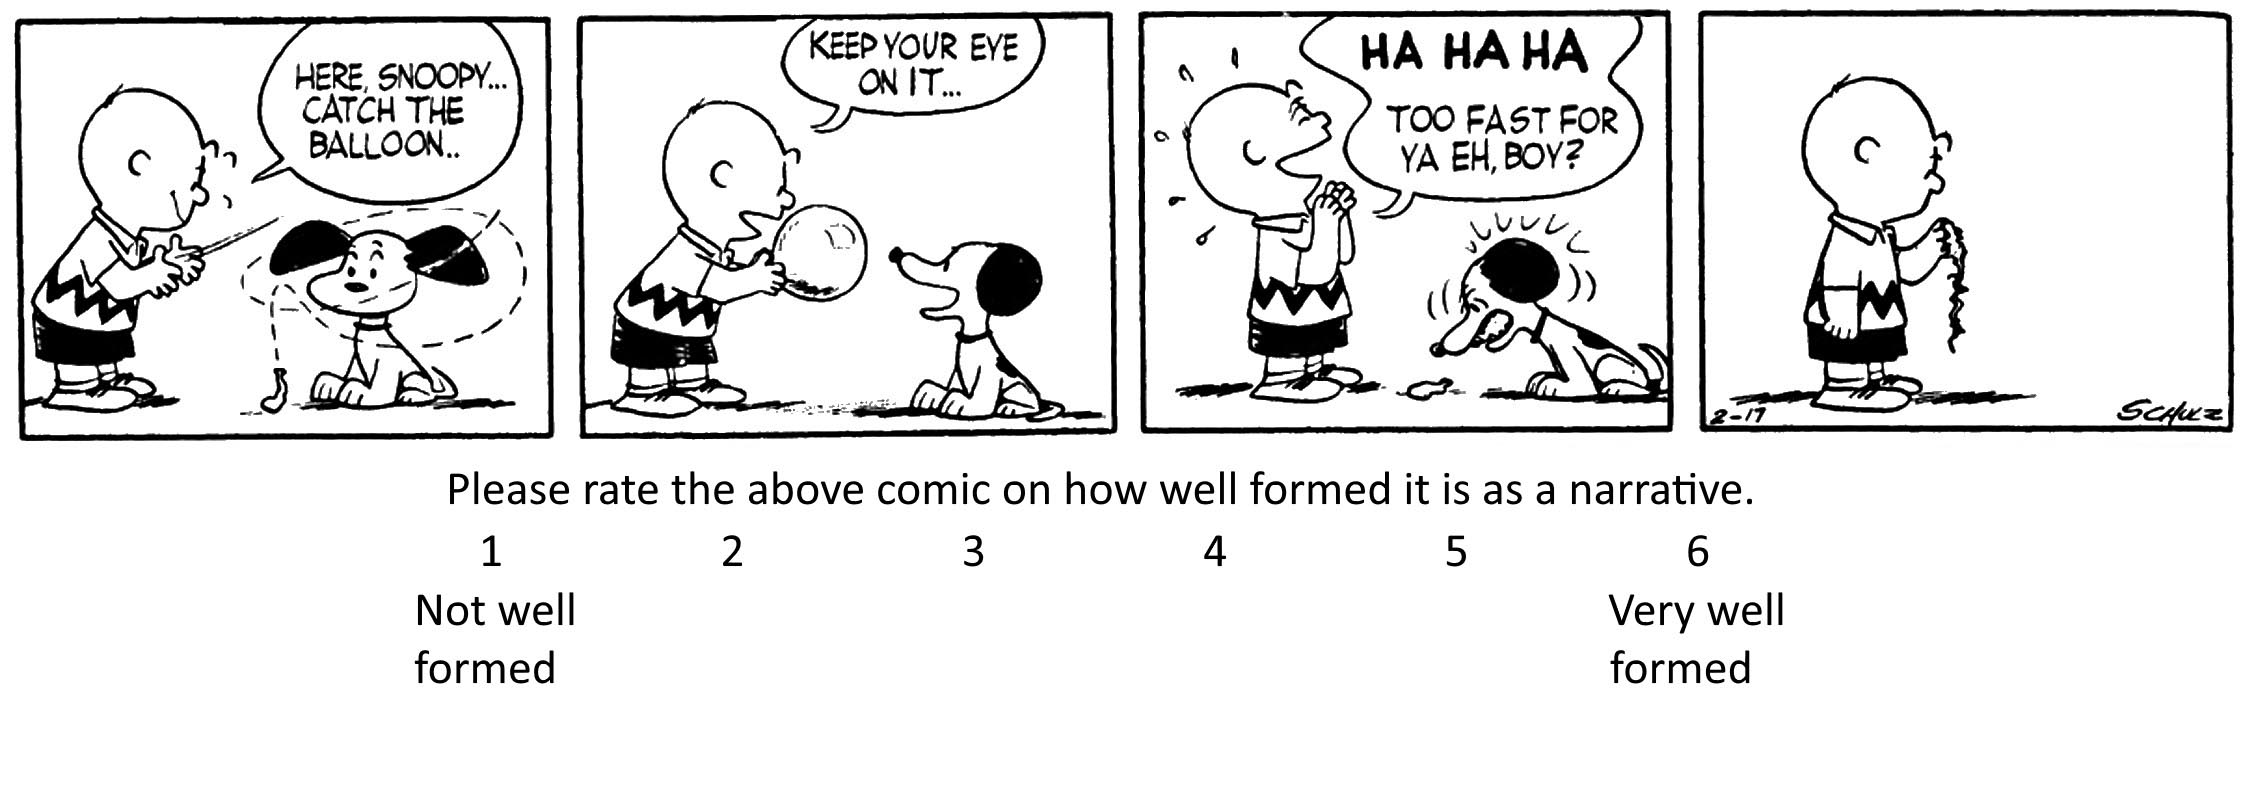 HERE, SNOOPY...
CATCH THE
BALLOON..
KEEP YOUR EYE
ON IT...
HA HA HA
TOO FAST FOR
YA EH, BOY?
2-17
SCHULZ
Please rate the above comic on how well formed it is as a narrative.
1 2 3 4 5 6
Not well
formed
Very well
formed